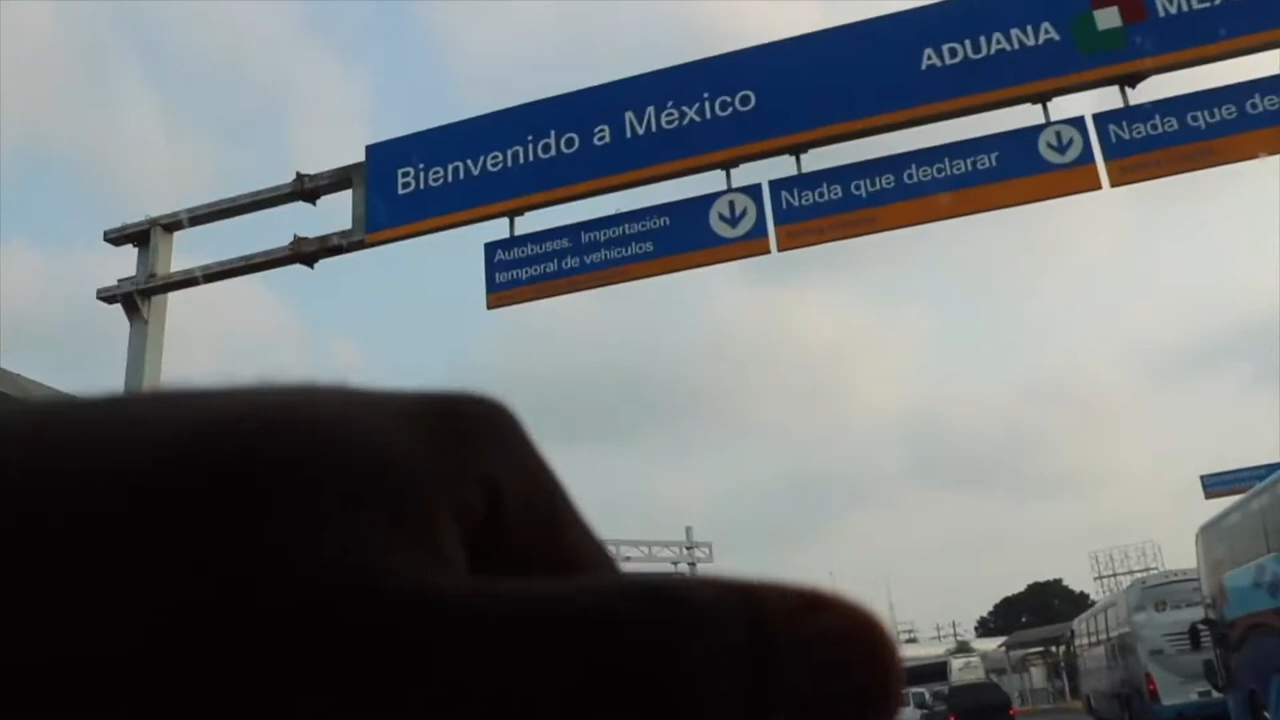 ADUANA
Bienvenido a México
Nada que de
Nada que declarar
Autobuses. Importación
temporal de vehículos